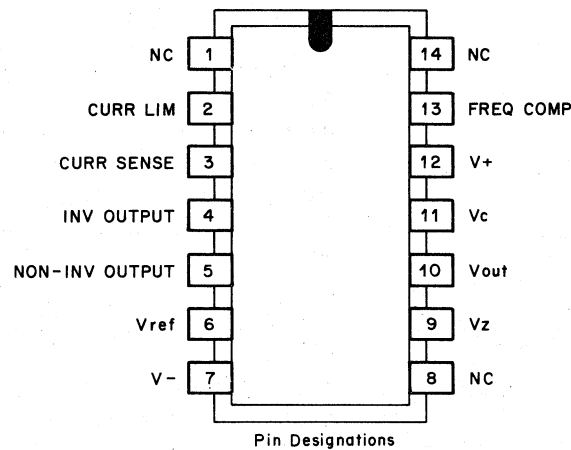 NC 1 14 NC
CURR LIM 2 13 FREQ COMP
CURR SENSE 3 12 V+
INV OUTPUT 4 11 Vc
NON-INV OUTPUT 5 10 Vout
Vref 6 9 Vz
V- 7 8 NC
Pin Designations